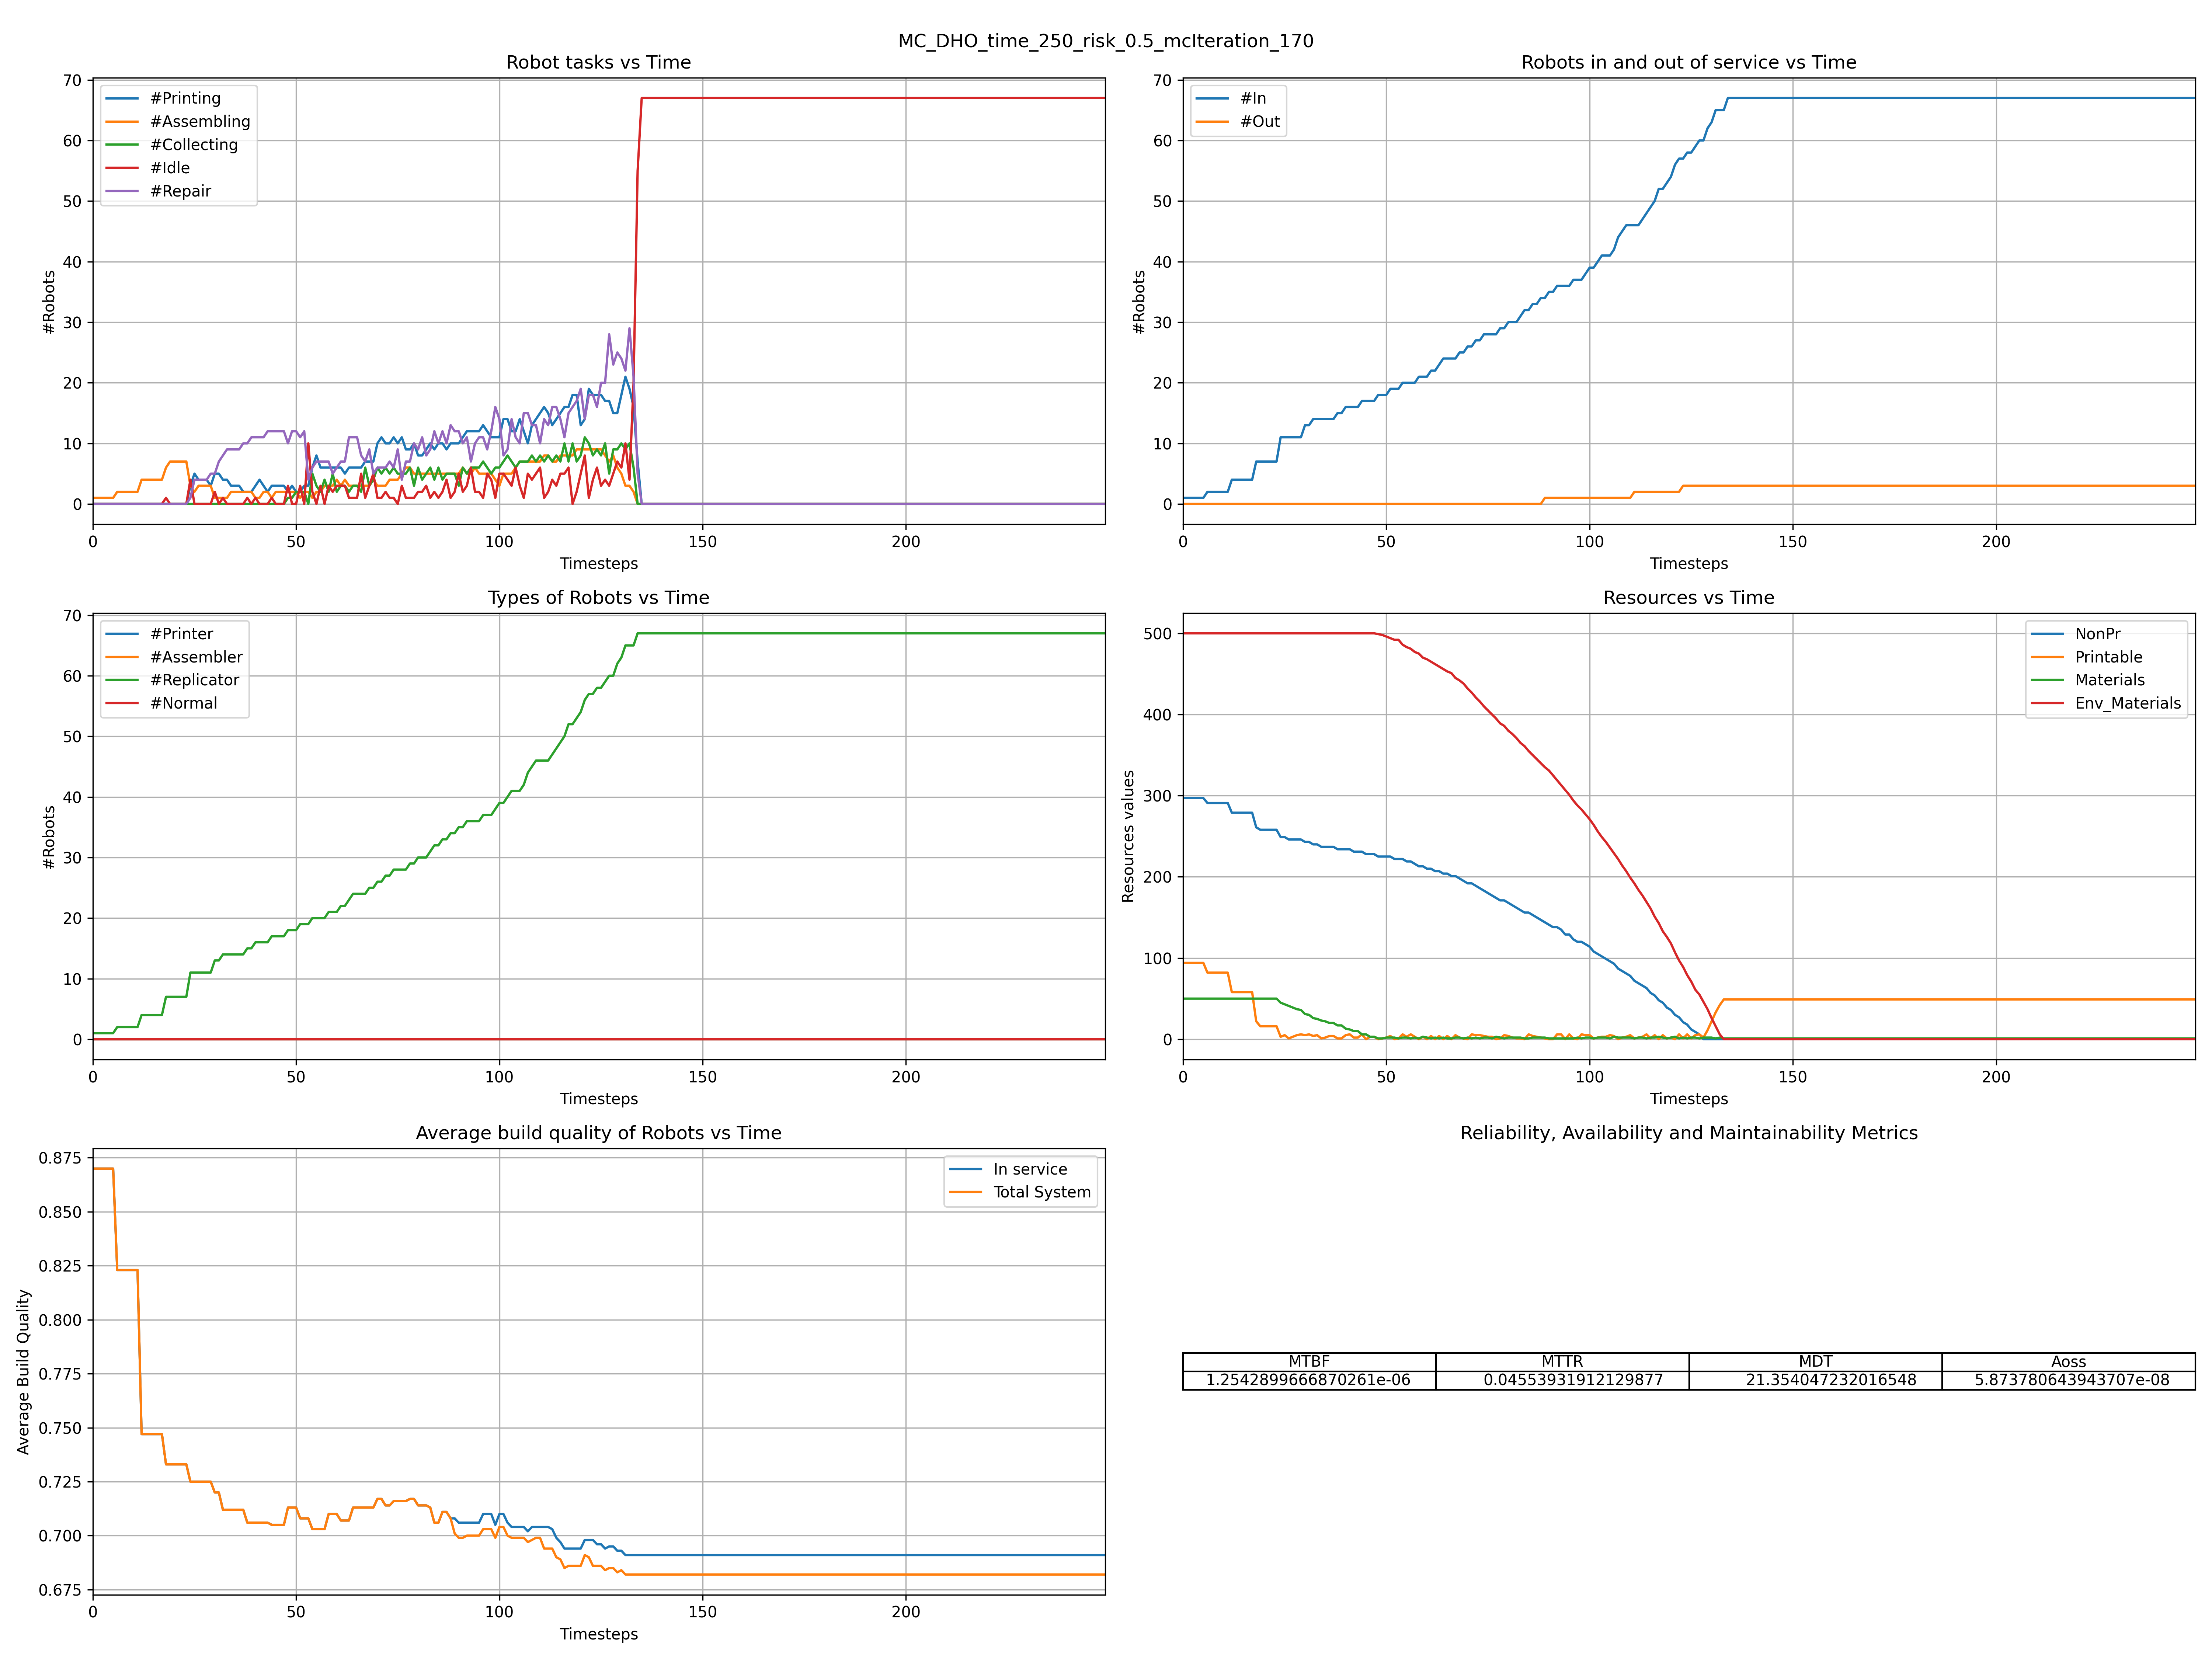 MC_DHO_time_250_risk_0.5_mcIteration_170
Robot tasks vs Time
70
60
50
40
30
20
10
0
#Robots
#Printing
#Assembling
#Collecting
#Idle
#Repair
0 50 100 150 200
Timesteps
Robots in and out of service vs Time
70
60
50
40
30
20
10
0
#Robots
#In
#Out
0 50 100 150 200
Timesteps
Types of Robots vs Time
70
60
50
40
30
20
10
0
#Robots
#Printer
#Assembler
#Replicator
#Normal
0 50 100 150 200
Timesteps
Resources vs Time
500
400
300
200
100
0
Resources values
NonPr
Printable
Materials
Env_Materials
0 50 100 150 200
Timesteps
Average build quality of Robots vs Time
0.875
0.850
0.825
0.800
0.775
0.750
0.725
0.700
0.675
Average Build Quality
In service
Total System
0 50 100 150 200
Timesteps
Reliability, Availability and Maintainability Metrics
MTBF MTTR MDT Aoss
1.2542899666870261e-06 0.04553931912129877 21.354047232016548 5.873780643943707e-08